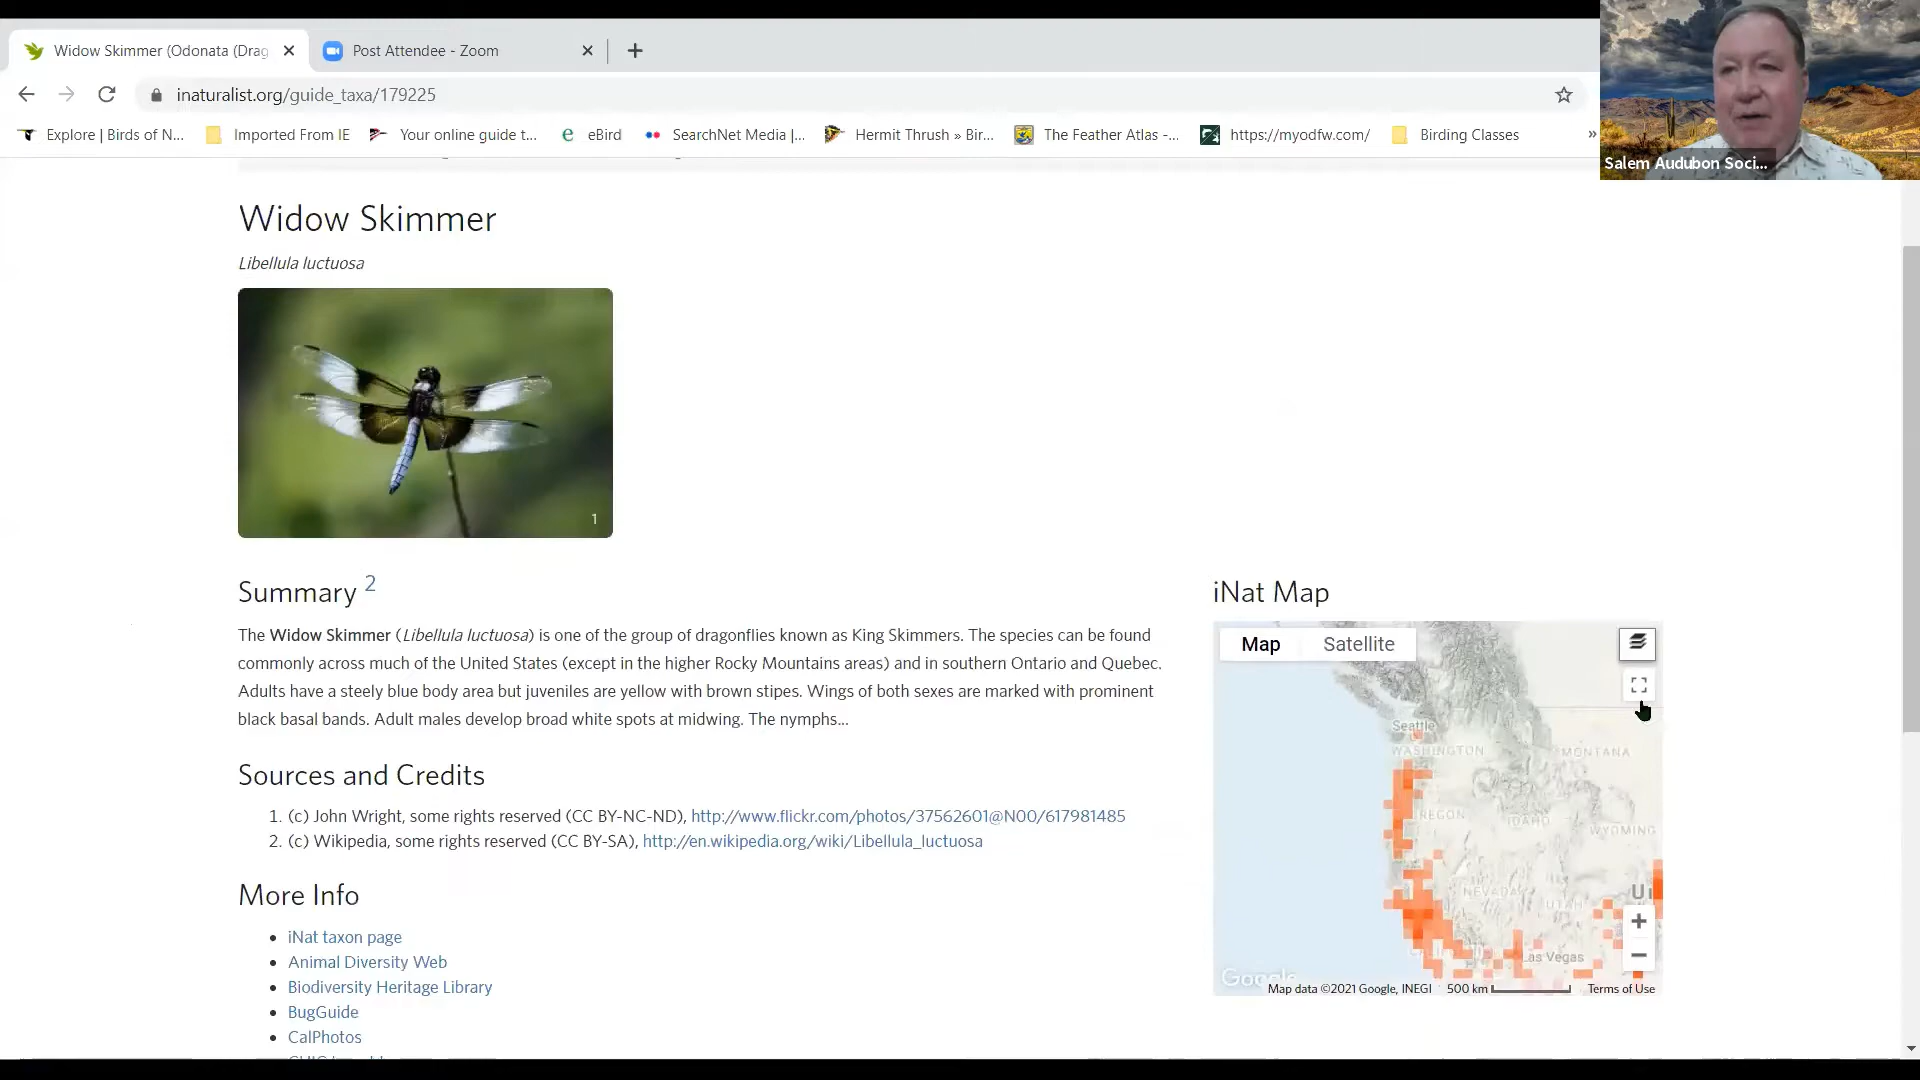 Widow Skimmer (Odonata (Drag
Post Attendee - Zoom
inaturalist.org/guide_taxa/179225
Explore | Birds of N...
Imported From IE
Your online guide t...
eBird
SearchNet Media |...
Hermit Thrush » Bir...
The Feather Atlas -...
https://myodfw.com/
Birding Classes
»
Salem Audubon Soci...
Widow Skimmer
Libellula luctuosa
1
Summary 2
The Widow Skimmer (Libellula luctuosa) is one of the group of dragonflies known as King Skimmers. The species can be found
commonly across much of the United States (except in the higher Rocky Mountains areas) and in southern Ontario and Quebec.
Adults have a steely blue body area but juveniles are yellow with brown stipes. Wings of both sexes are marked with prominent
black basal bands. Adult males develop broad white spots at midwing. The nymphs...
Sources and Credits
1. (c) John Wright, some rights reserved (CC BY-NC-ND), http://www.flickr.com/photos/37562601@N00/617981485
2. (c) Wikipedia, some rights reserved (CC BY-SA), http://en.wikipedia.org/wiki/Libellula_luctuosa
More Info
• iNat taxon page
• Animal Diversity Web
• Biodiversity Heritage Library
• BugGuide
• CalPhotos
iNat Map
Map
Satellite
Seattle
WASHINGTON
MONTANA
OREGON
IDAHO
WYOMING
NEVADA
UTAH
CALIFORNIA
Las Vegas
Google
Map data ©2021 Google, INEGI
500 km
Terms of Use